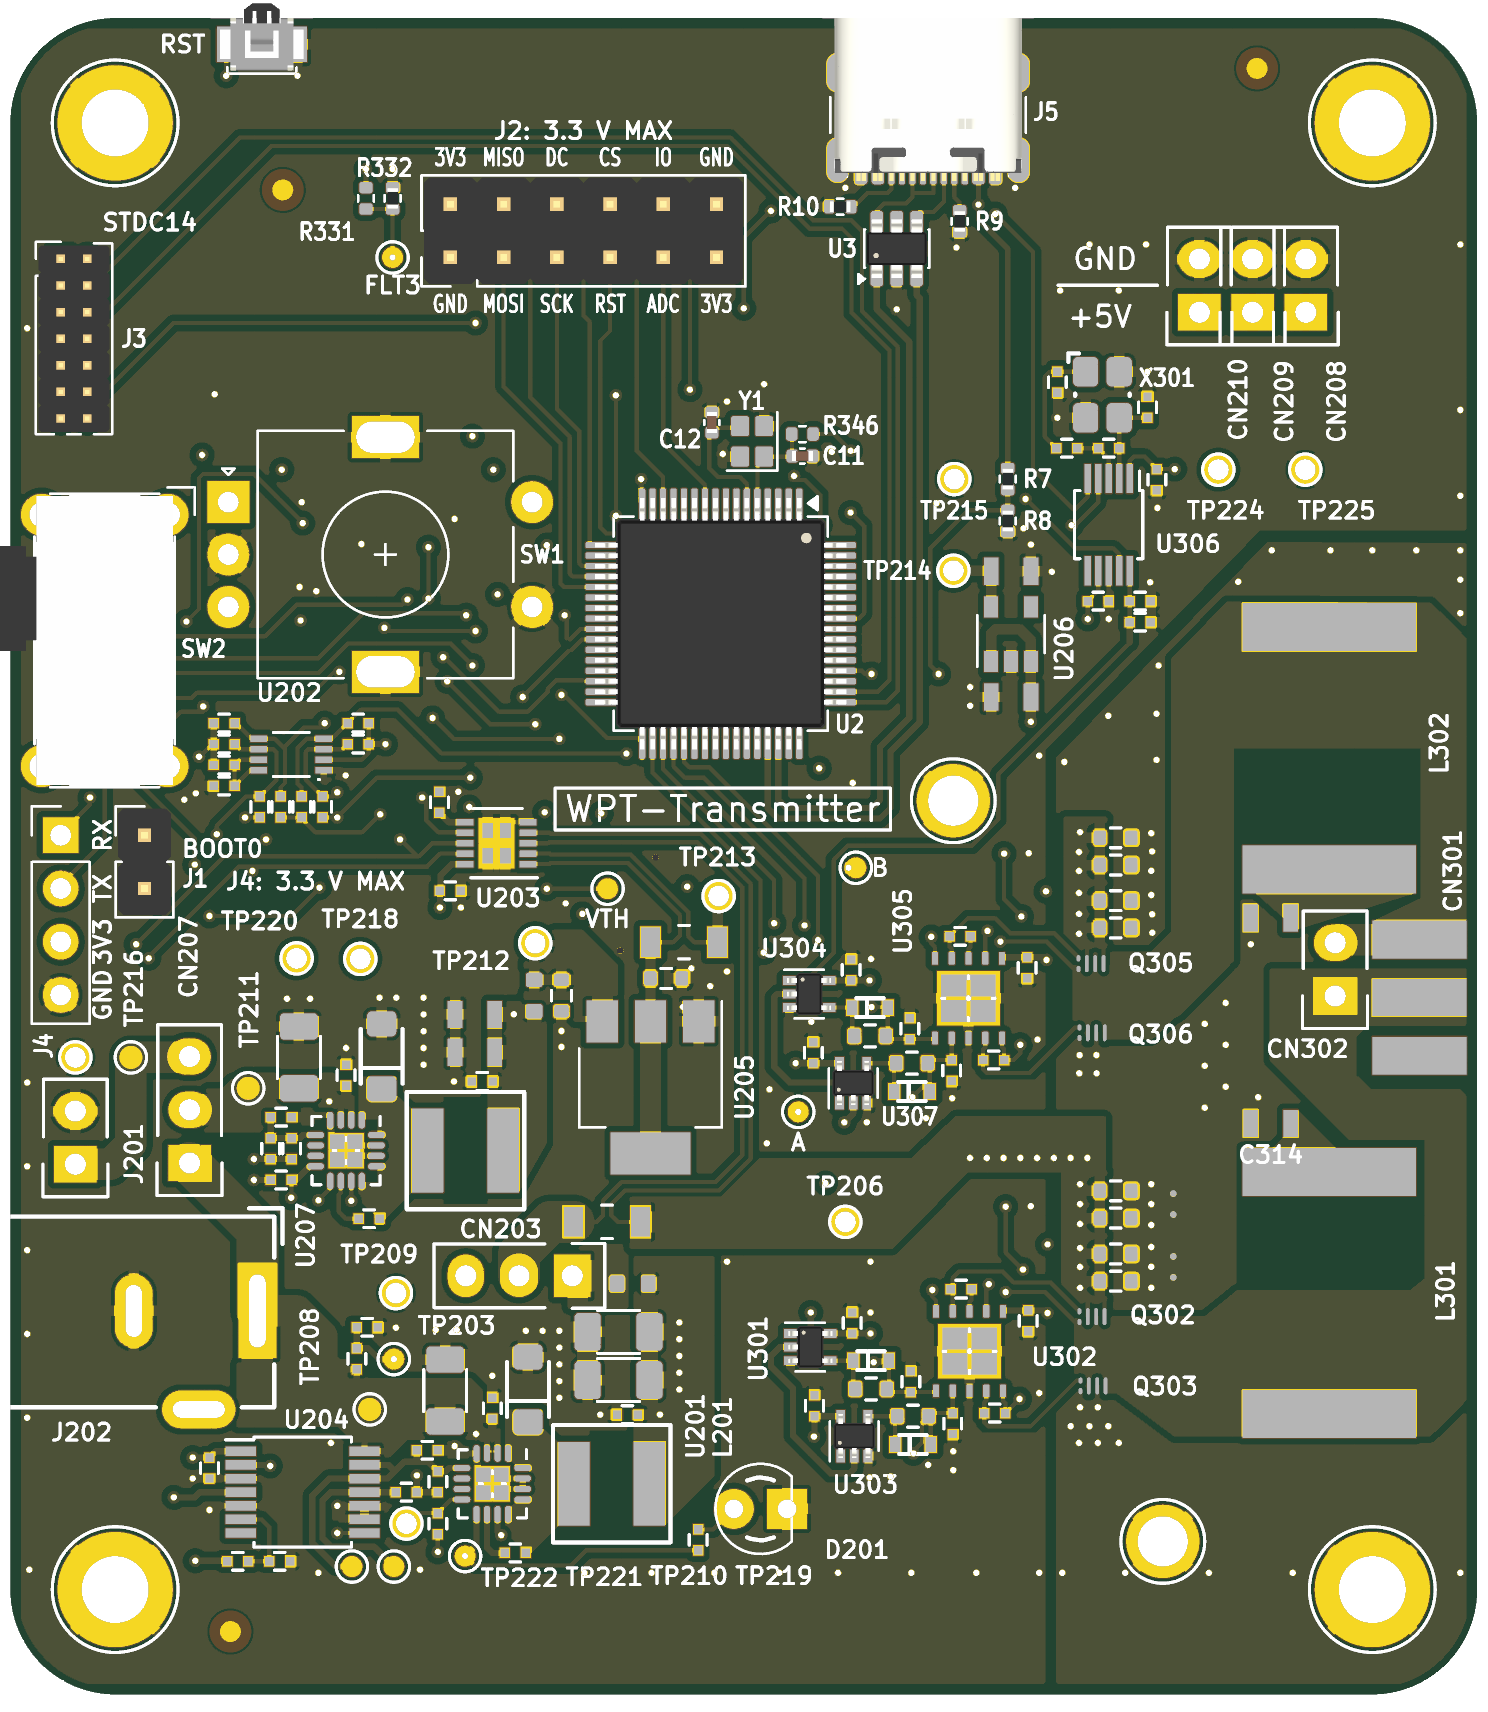 RST
J5
J2: 3.3 V MAX
3V3 MISO DC CS IO GND
R332
R10
R9
STDC14
R331
U3
FLT3
GND MOSI SCK RST ADC 3V3
GND
+5V
J3
X301
CN210
CN209
CN208
Y1
R346
C12
C11
R7
TP215
R8
TP224
TP225
U306
SW1
TP214
SW2
U206
U202
U2
L302
WPT-Transmitter
RX
BOOT0
J1
TX
J4: 3.3 V MAX
TP213
B
U203
VTH
TP220
TP218
3V3
GND
TP216
CN207
TP212
U304
U305
CN301
Q305
TP211
J4
Q306
CN302
U205
U307
A
J201
C314
TP206
U207
CN203
TP209
TP203
TP208
U301
Q302
L301
U302
Q303
U204
J202
U201
L201
U303
D201
TP222
TP221
TP210
TP219